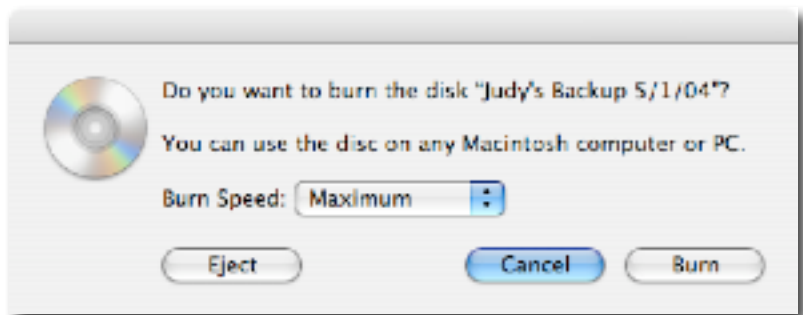 Do you want to burn the disk "Judy's Backup 5/1/04"?
You can use the disc on any Macintosh computer or PC.
Burn Speed: Maximum
Eject Cancel Burn